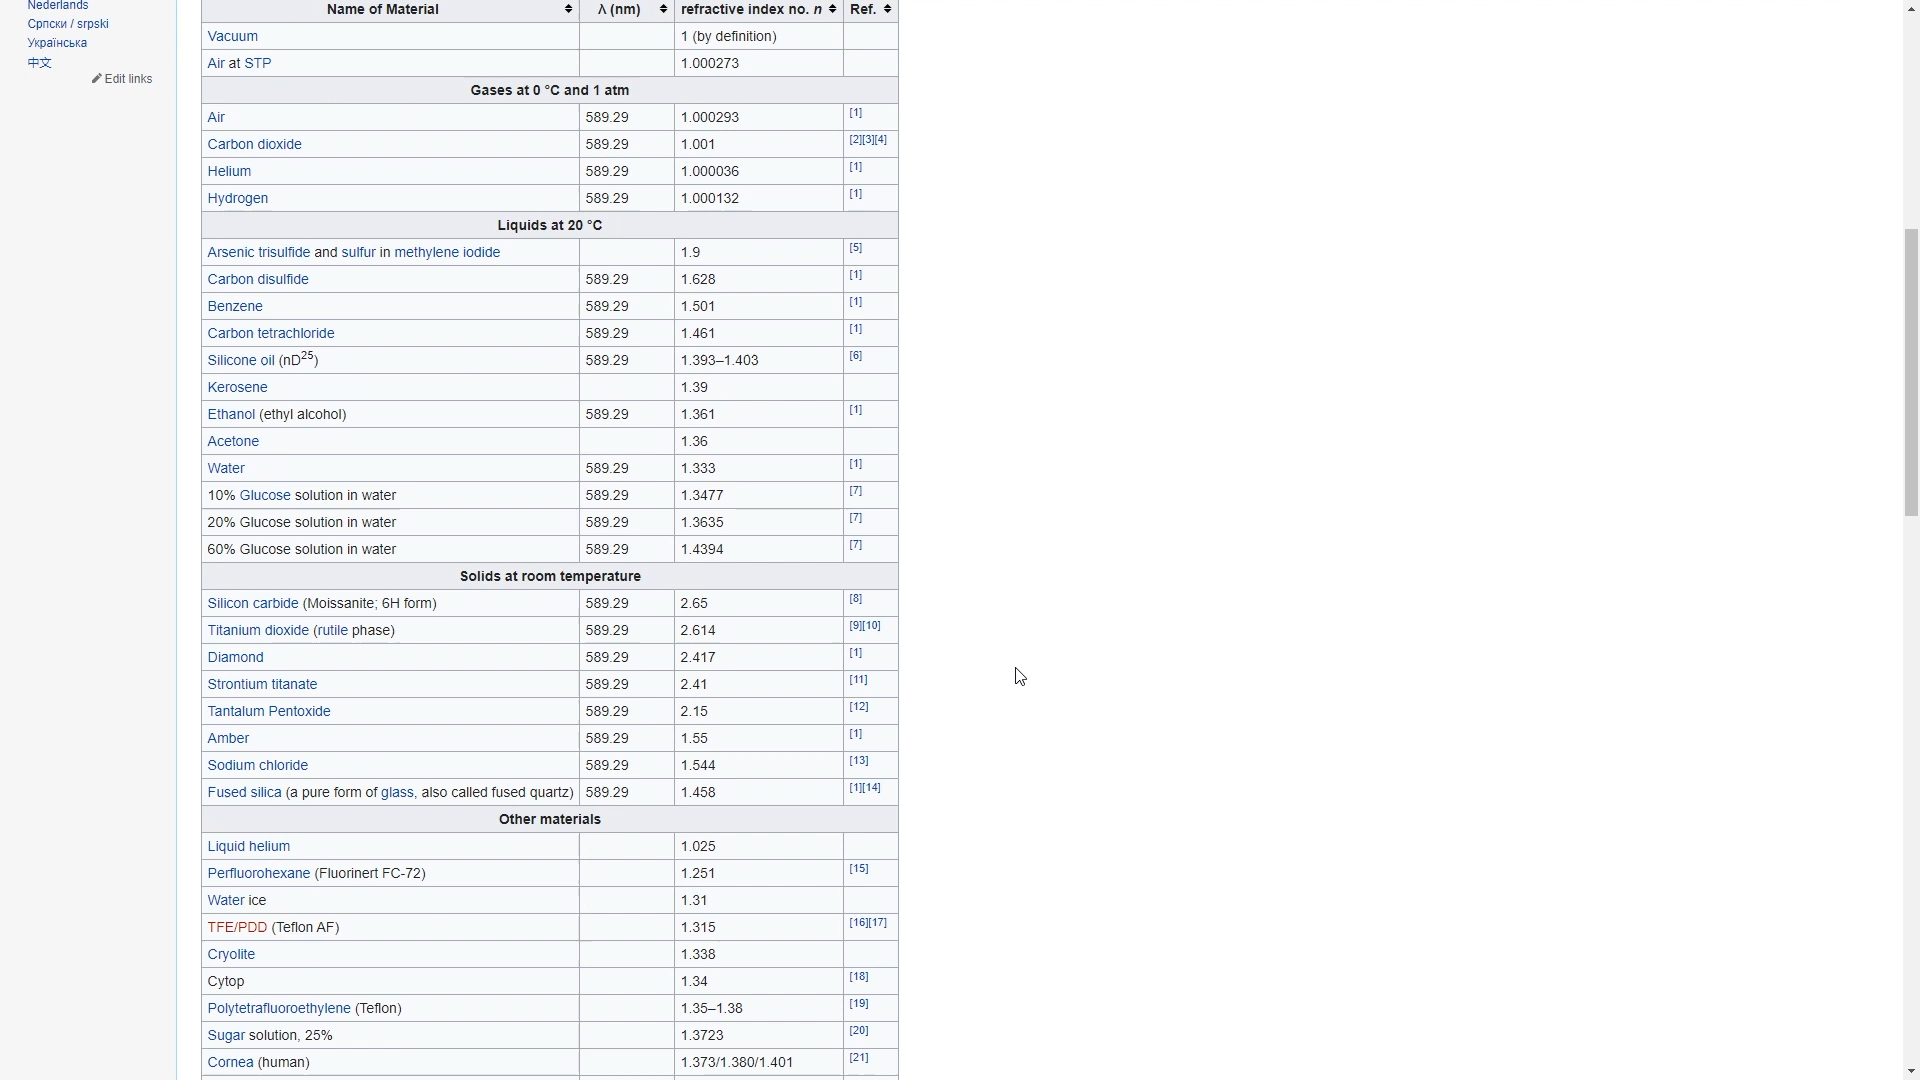 Nederlands
Српски / srpski
Українська
中文
Edit links
Name of Material λ (nm) refractive index no. n Ref.
Vacuum 1 (by definition)
Air at STP 1.000273
Gases at 0 °C and 1 atm
Air 589.29 1.000293 [1]
Carbon dioxide 589.29 1.001 [2][3][4]
Helium 589.29 1.000036 [1]
Hydrogen 589.29 1.000132 [1]
Liquids at 20 °C
Arsenic trisulfide and sulfur in methylene iodide 1.9 [5]
Carbon disulfide 589.29 1.628 [1]
Benzene 589.29 1.501 [1]
Carbon tetrachloride 589.29 1.461 [1]
Silicone oil (nD25) 589.29 1.393–1.403 [6]
Kerosene 1.39
Ethanol (ethyl alcohol) 589.29 1.361 [1]
Acetone 1.36
Water 589.29 1.333 [1]
10% Glucose solution in water 589.29 1.3477 [7]
20% Glucose solution in water 589.29 1.3635 [7]
60% Glucose solution in water 589.29 1.4394 [7]
Solids at room temperature
Silicon carbide (Moissanite; 6H form) 589.29 2.65 [8]
Titanium dioxide (rutile phase) 589.29 2.614 [9][10]
Diamond 589.29 2.417 [1]
Strontium titanate 589.29 2.41 [11]
Tantalum Pentoxide 589.29 2.15 [12]
Amber 589.29 1.55 [1]
Sodium chloride 589.29 1.544 [13]
Fused silica (a pure form of glass, also called fused quartz) 589.29 1.458 [1][14]
Other materials
Liquid helium 1.025
Perfluorohexane (Fluorinert FC-72) 1.251 [15]
Water ice 1.31
TFE/PDD (Teflon AF) 1.315 [16][17]
Cryolite 1.338
Cytop 1.34 [18]
Polytetrafluoroethylene (Teflon) 1.35–1.38 [19]
Sugar solution, 25% 1.3723 [20]
Cornea (human) 1.373/1.380/1.401 [21]